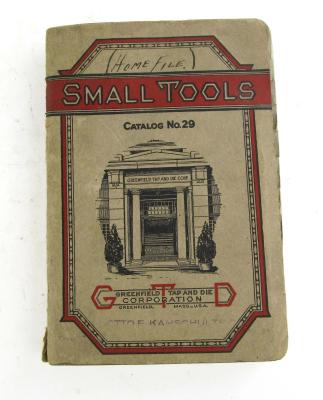 (HOME FILE.)
SMALL TOOLS
CATALOG No. 29
GREENFIELD TAP AND DIE CORP.
G T D
GREENFIELD TAP AND DIE
CORPORATION
GREENFIELD, MASS. U.S.A.
OTTO E.